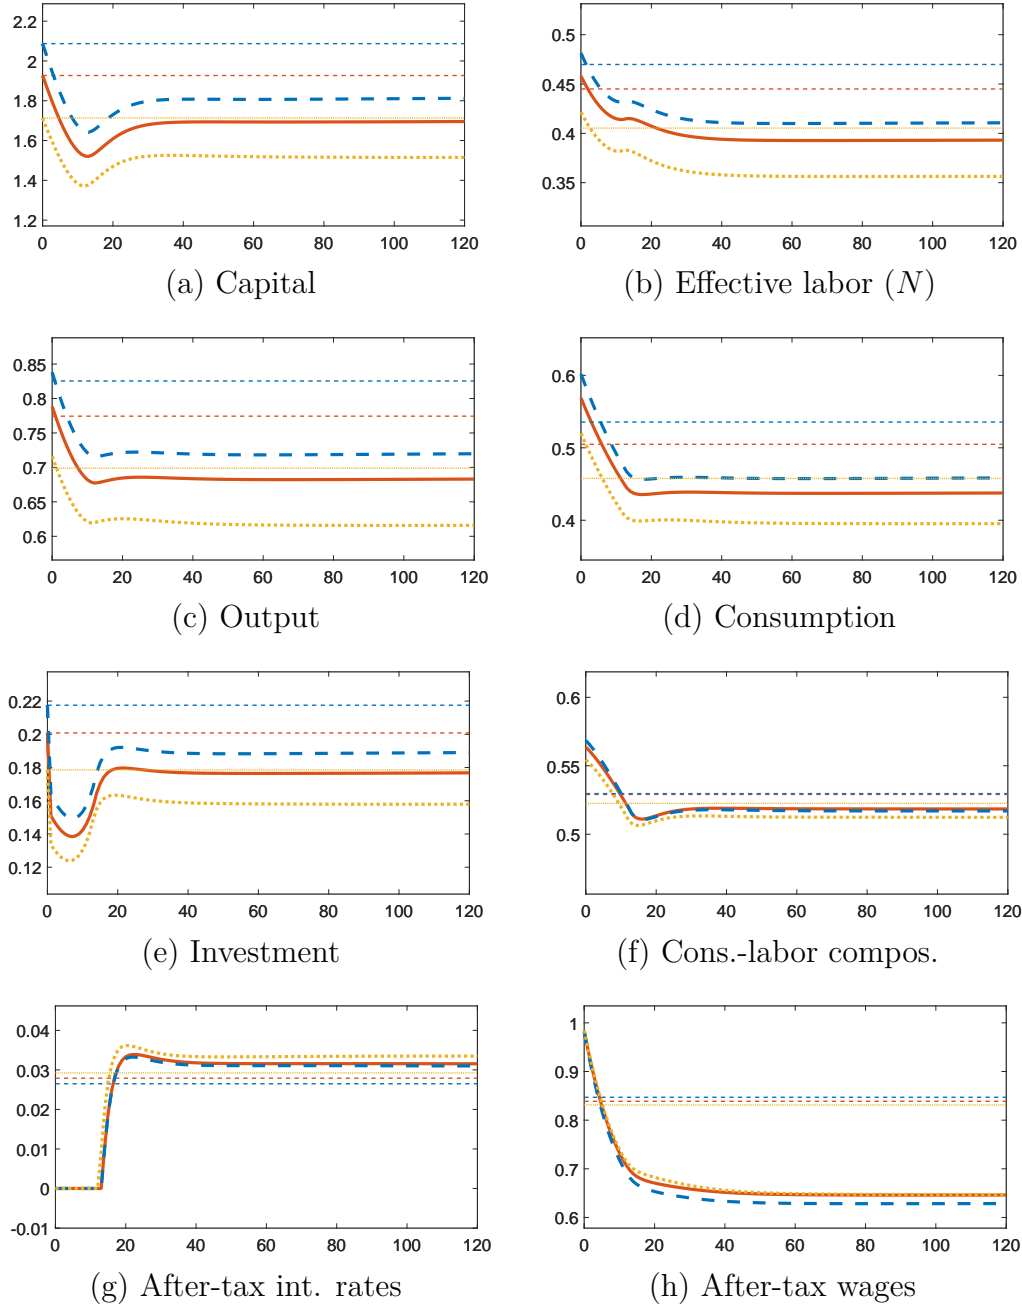 2.2
2
1.8
1.6
1.4
1.2
0 20 40 60 80 100 120
(a) Capital
0.5
0.45
0.4
0.35
0 20 40 60 80 100 120
(b) Effective labor (N)
0.85
0.8
0.75
0.7
0.65
0.6
0 20 40 60 80 100 120
(c) Output
0.6
0.5
0.4
0 20 40 60 80 100 120
(d) Consumption
0.22
0.2
0.18
0.16
0.14
0.12
0 20 40 60 80 100 120
(e) Investment
0.6
0.55
0.5
0 20 40 60 80 100 120
(f) Cons.-labor compos.
0.04
0.03
0.02
0.01
0
-0.01
0 20 40 60 80 100 120
(g) After-tax int. rates
1
0.9
0.8
0.7
0.6
0 20 40 60 80 100 120
(h) After-tax wages